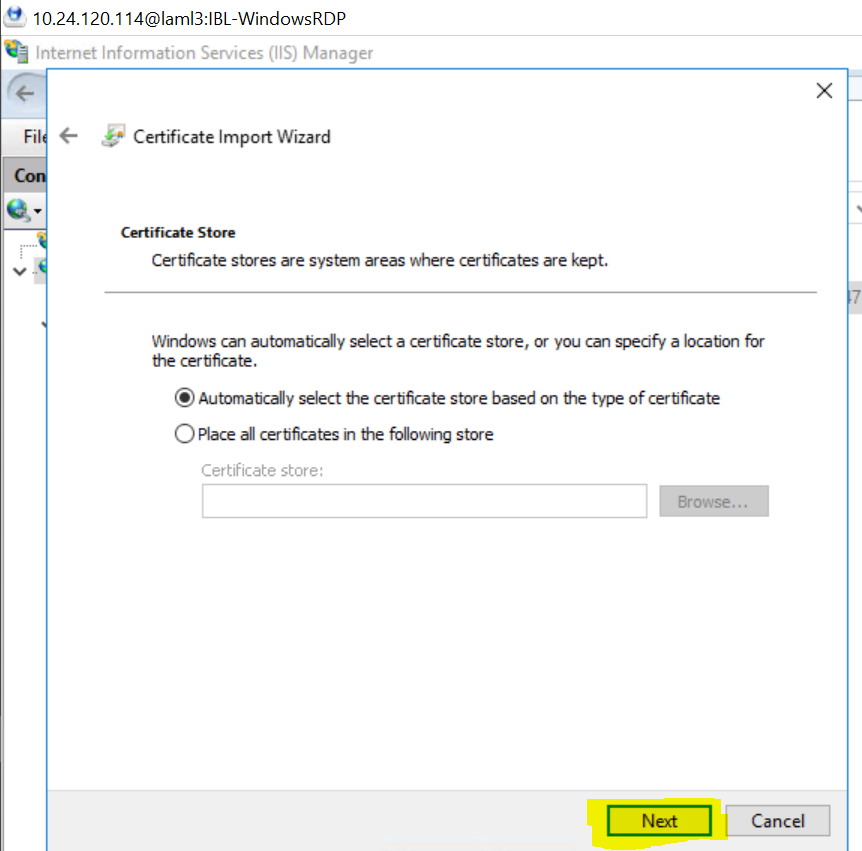 10.24.120.114@laml3:IBL-WindowsRDP
Internet Information Services (IIS) Manager
File
Certificate Import Wizard
Con
Certificate Store
Certificate stores are system areas where certificates are kept.
47
Windows can automatically select a certificate store, or you can specify a location for
the certificate.
Automatically select the certificate store based on the type of certificate
Place all certificates in the following store
Certificate store:
Browse...
Next
Cancel